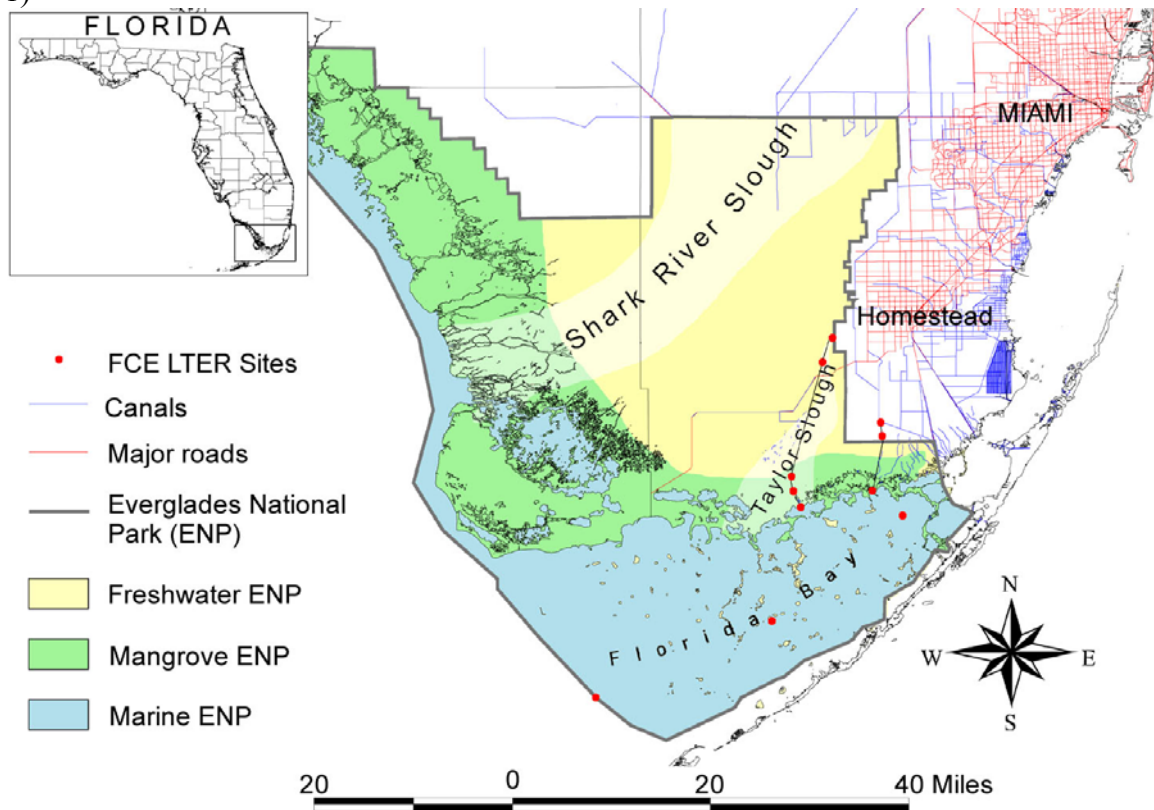 FLORIDA
MIAMI
Shark River Slough
Homestead
Taylor Slough
Florida Bay
FCE LTER Sites
Canals
Major roads
Everglades National
Park (ENP)
Freshwater ENP
Mangrove ENP
Marine ENP
N
W
E
S
20 0 20 40 Miles